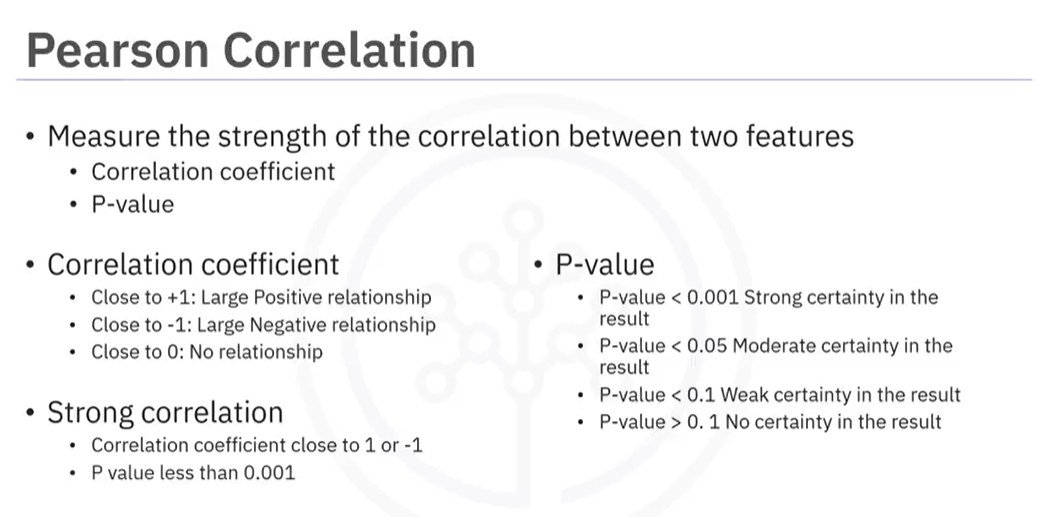 Pearson Correlation
• Measure the strength of the correlation between two features
• Correlation coefficient
• P-value
• Correlation coefficient
• Close to +1: Large Positive relationship
• Close to -1: Large Negative relationship
• Close to 0: No relationship
• Strong correlation
• Correlation coefficient close to 1 or -1
• P value less than 0.001
• P-value
• P-value < 0.001 Strong certainty in the
result
• P-value < 0.05 Moderate certainty in the
result
• P-value < 0.1 Weak certainty in the result
• P-value > 0. 1 No certainty in the result